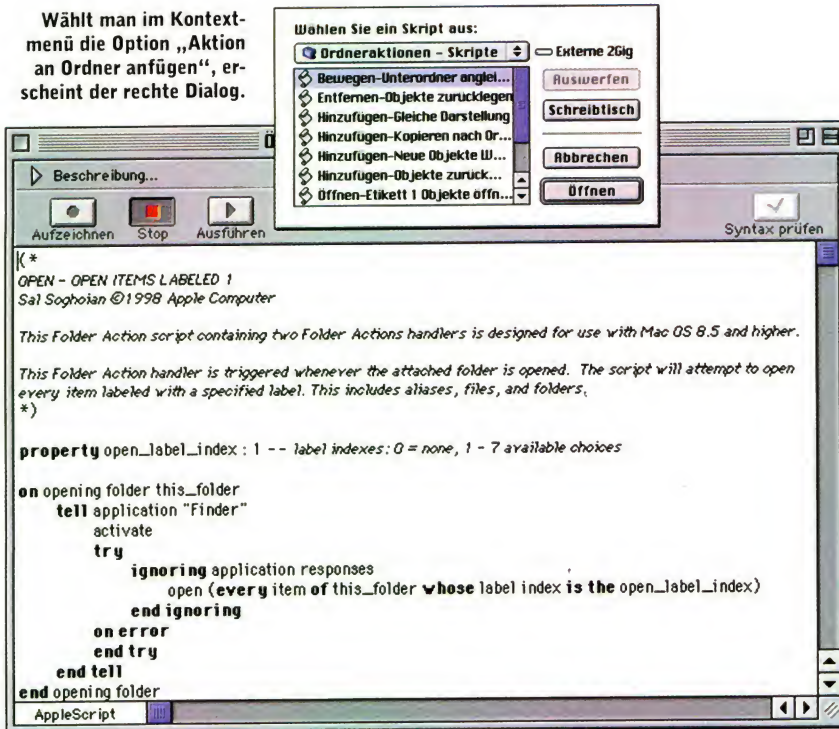 Wählt man im Kontext-
menü die Option „Aktion
an Ordner anfügen“, er-
scheint der rechte Dialog.
Wählen Sie ein Skript aus:
Ordneraktionen - Skripte
Externe 2Gig
Bewegen-Unterordner anglei...
Entfernen-Objekte zurücklegen
Hinzufügen-Gleiche Darstellung
Hinzufügen-Kopieren nach Or...
Hinzufügen-Neue Objekte W...
Hinzufügen-Objekte zurück...
Öffnen-Etikett 1 Objekte öffn...
Auswerfen
Schreibtisch
Abbrechen
Öffnen
Beschreibung...
Aufzeichnen
Stop
Ausführen
Syntax prüfen
(*
OPEN - OPEN ITEMS LABELED 1
Sal Soghoian ©1998 Apple Computer
This Folder Action script containing two Folder Actions handlers is designed for use with Mac OS 8.5 and higher.
This Folder Action handler is triggered whenever the attached folder is opened. The script will attempt to open
every item labeled with a specified label. This includes aliases, files, and folders.
*)
property open_label_index : 1 -- label indexes: 0 = none, 1 - 7 available choices
on opening folder this_folder
tell application "Finder"
activate
try
ignoring application responses
open (every item of this_folder whose label index is the open_label_index)
end ignoring
on error
end try
end tell
end opening folder
AppleScript